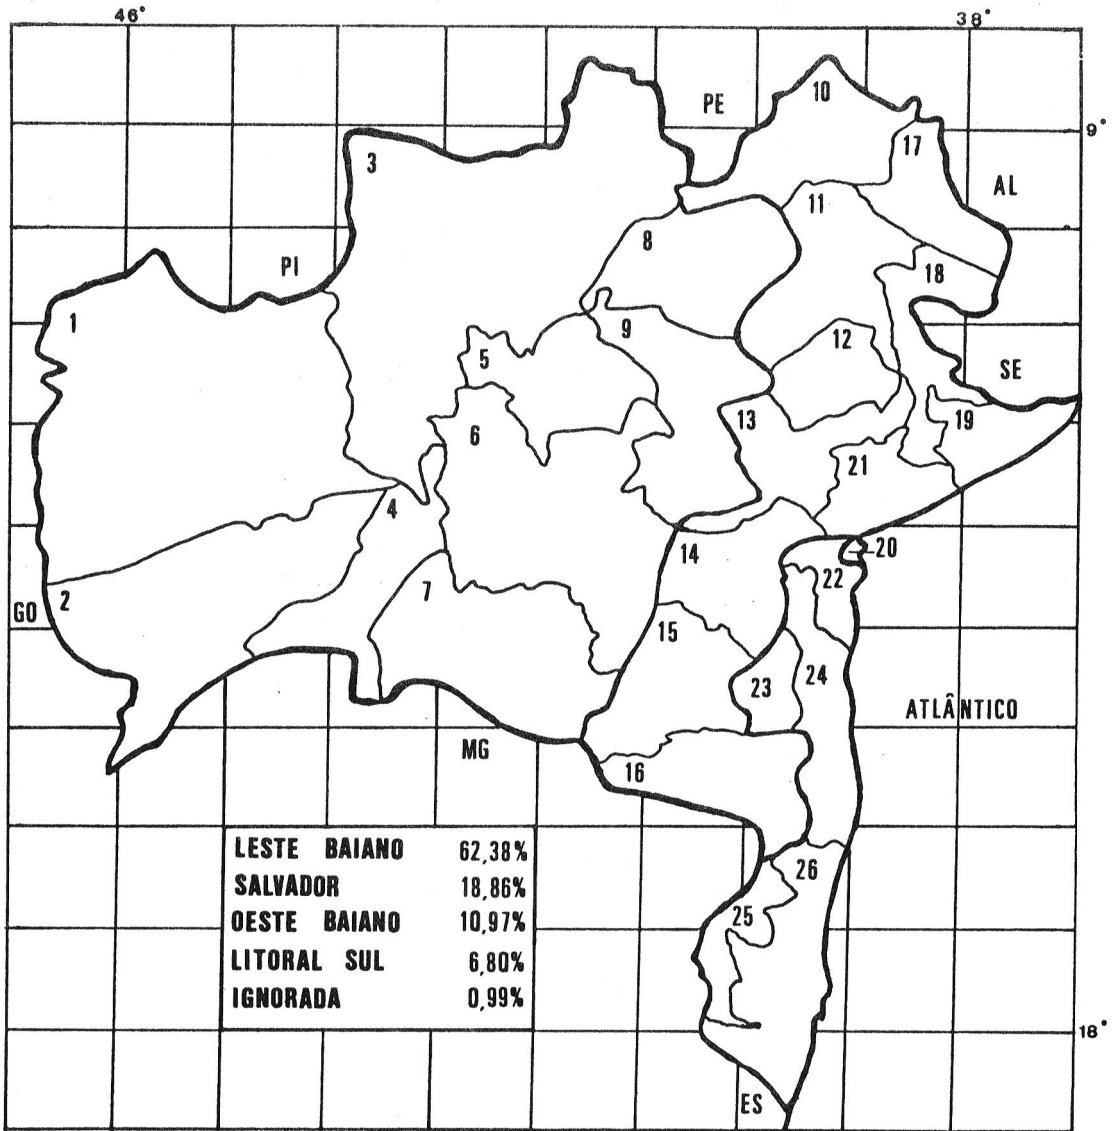 46° 38°
PE
10
9°
3
17
AL
11
8
PI
18
1
9
12
5
SE
13
19
6
21
4
14
20
22
7
2
GO
15
23
24
ATLÂNTICO
MG
16
LESTE BAIANO 62,38%
SALVADOR 18,86%
OESTE BAIANO 10,97%
LITORAL SUL 6,80%
IGNORADA 0,99%
26
25
18°
ES